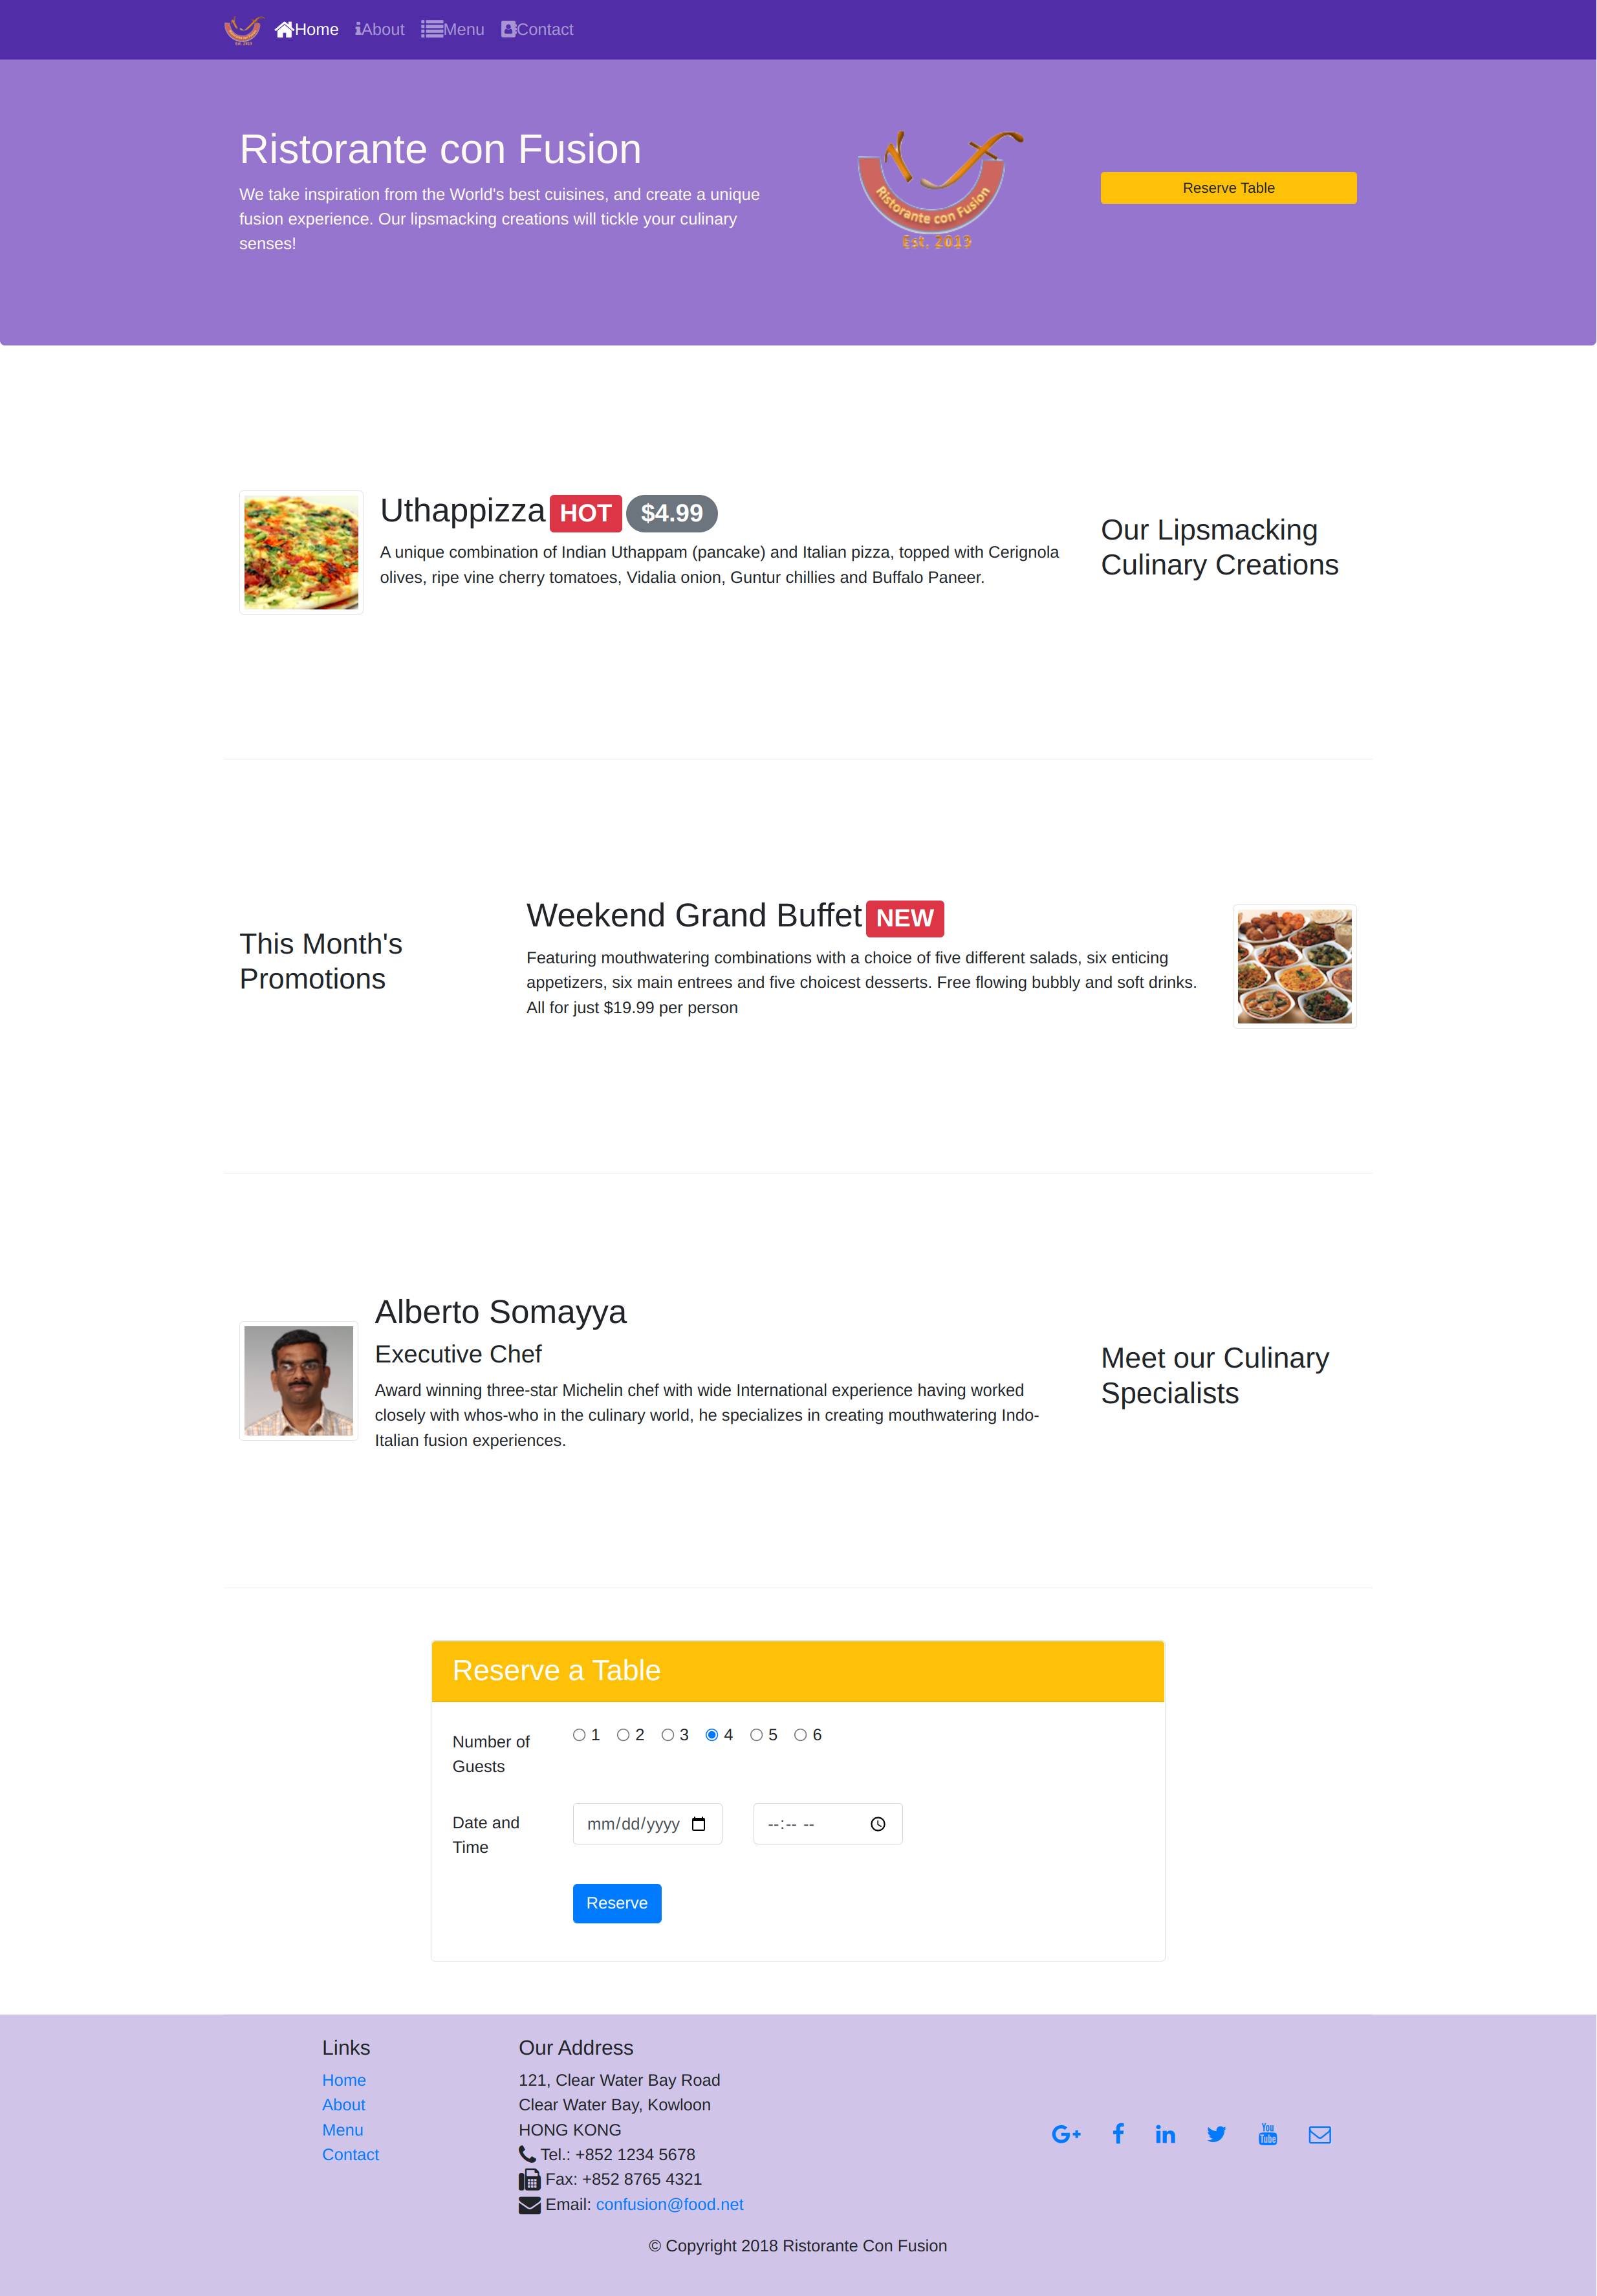 Home About Menu Contact
Ristorante con Fusion
We take inspiration from the World's best cuisines, and create a unique
fusion experience. Our lipsmacking creations will tickle your culinary
senses!
Ristorante con Fusion
Est. 2013
Reserve Table
Uthappizza HOT $4.99
A unique combination of Indian Uthappam (pancake) and Italian pizza, topped with Cerignola
olives, ripe vine cherry tomatoes, Vidalia onion, Guntur chillies and Buffalo Paneer.
Our Lipsmacking
Culinary Creations
This Month's
Promotions
Weekend Grand Buffet NEW
Featuring mouthwatering combinations with a choice of five different salads, six enticing
appetizers, six main entrees and five choicest desserts. Free flowing bubbly and soft drinks.
All for just $19.99 per person
Alberto Somayya
Executive Chef
Award winning three-star Michelin chef with wide International experience having worked
closely with whos-who in the culinary world, he specializes in creating mouthwatering Indo-
Italian fusion experiences.
Meet our Culinary
Specialists
Reserve a Table
Number of
Guests
1 2 3 4 5 6
Date and
Time
mm/dd/yyyy
--:-- --
Reserve
Links
Home
About
Menu
Contact
Our Address
121, Clear Water Bay Road
Clear Water Bay, Kowloon
HONG KONG
Tel.: +852 1234 5678
Fax: +852 8765 4321
Email: confusion@food.net
G+ f in You Tube
© Copyright 2018 Ristorante Con Fusion